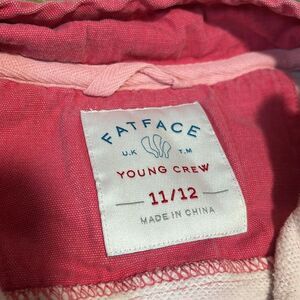 FATFACE
U.K T.M
YOUNG CREW
11/12
MADE IN CHINA